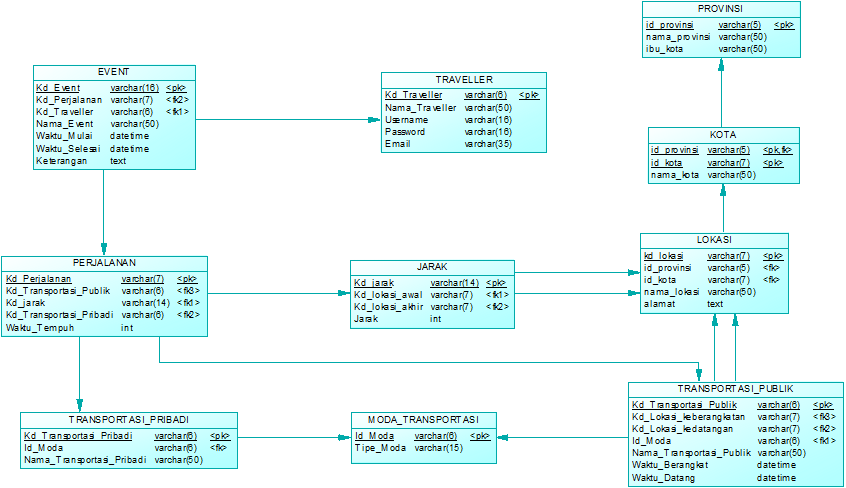 PROVINSI
id_provinsi varchar(5) <pk>
nama_provinsi varchar(50)
ibu_kota varchar(50)
EVENT
Kd_Event varchar(16) <pk>
Kd_Perjalanan varchar(7) <fk2>
Kd_Traveller varchar(6) <fk1>
Nama_Event varchar(50)
Waktu_Mulai datetime
Waktu_Selesai datetime
Keterangan text
TRAVELLER
Kd_Traveller varchar(6) <pk>
Nama_Traveller varchar(50)
Username varchar(16)
Password varchar(16)
Email varchar(35)
KOTA
id_provinsi varchar(5) <pk,fk>
id_kota varchar(7) <pk>
nama_kota varchar(50)
LOKASI
kd_lokasi varchar(7) <pk>
id_provinsi varchar(5) <fk>
id_kota varchar(7) <fk>
nama_lokasi varchar(50)
alamat text
PERJALANAN
Kd_Perjalanan varchar(7) <pk>
Kd_Transportasi_Publik varchar(6) <fk3>
Kd_jarak varchar(14) <fk1>
Kd_Transportasi_Pribadi varchar(6) <fk2>
Waktu_Tempuh int
JARAK
Kd_jarak varchar(14) <pk>
Kd_lokasi_awal varchar(7) <fk1>
Kd_lokasi_akhir varchar(7) <fk2>
Jarak int
TRANSPORTASI_PRIBADI
Kd_Transportasi_Pribadi varchar(6) <pk>
Id_Moda varchar(6) <fk>
Nama_Transportasi_Pribadi varchar(50)
MODA_TRANSPORTASI
Id_Moda varchar(6) <pk>
Tipe_Moda varchar(15)
TRANSPORTASI_PUBLIK
Kd_Transportasi_Publik varchar(6) <pk>
Kd_Lokasi_keberangkatan varchar(7) <fk3>
Kd_Lokasi_kedatangan varchar(7) <fk2>
Id_Moda varchar(6) <fk1>
Nama_Transportasi_Publik varchar(50)
Waktu_Berangkat datetime
Waktu_Datang datetime